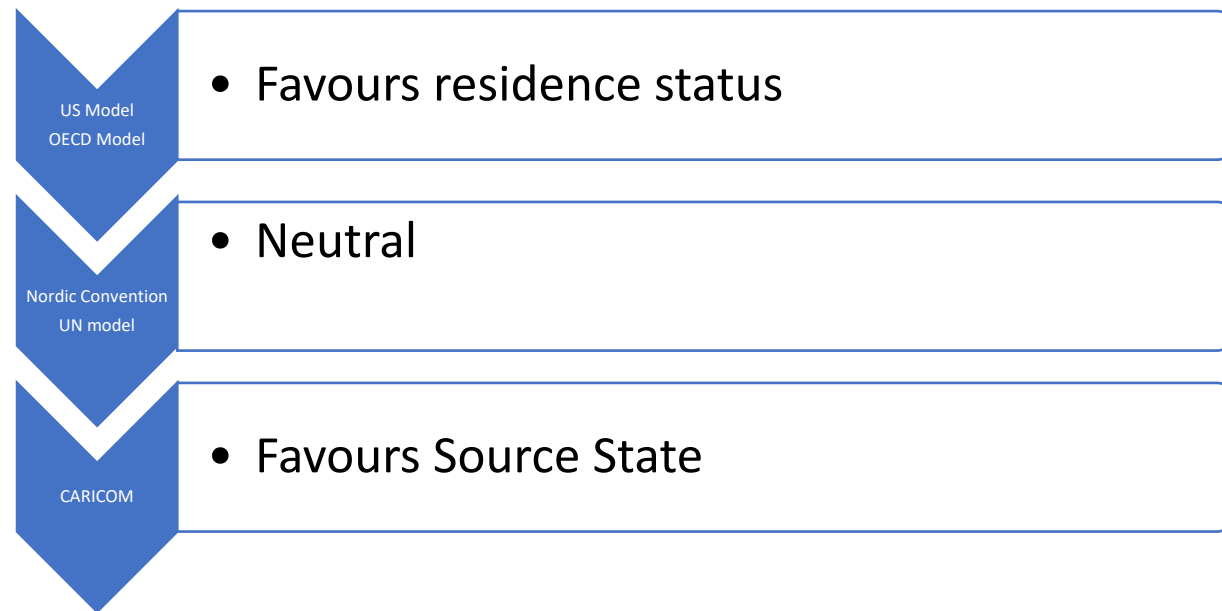 US Model
OECD Model
• Favours residence status
Nordic Convention
UN model
• Neutral
CARICOM
• Favours Source State